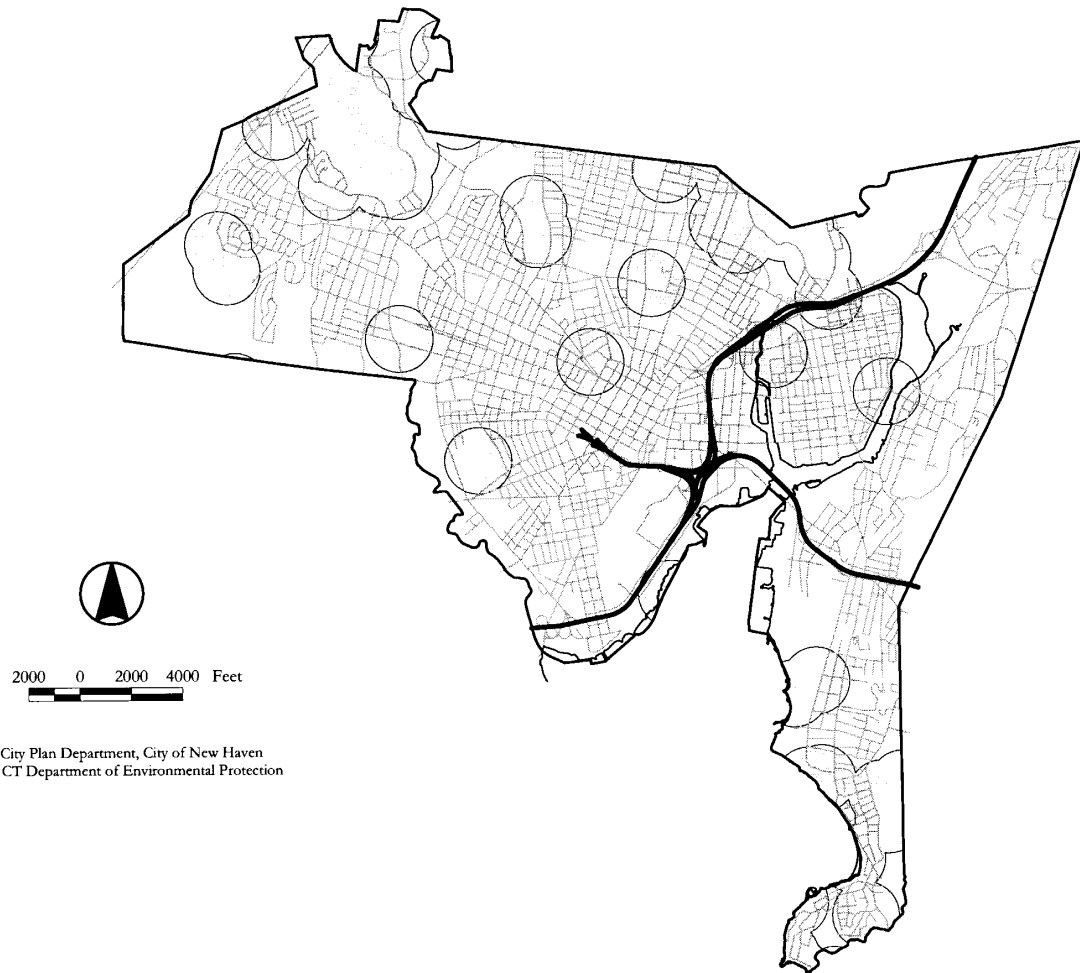 2000 0 2000 4000 Feet
City Plan Department, City of New Haven
CT Department of Environmental Protection